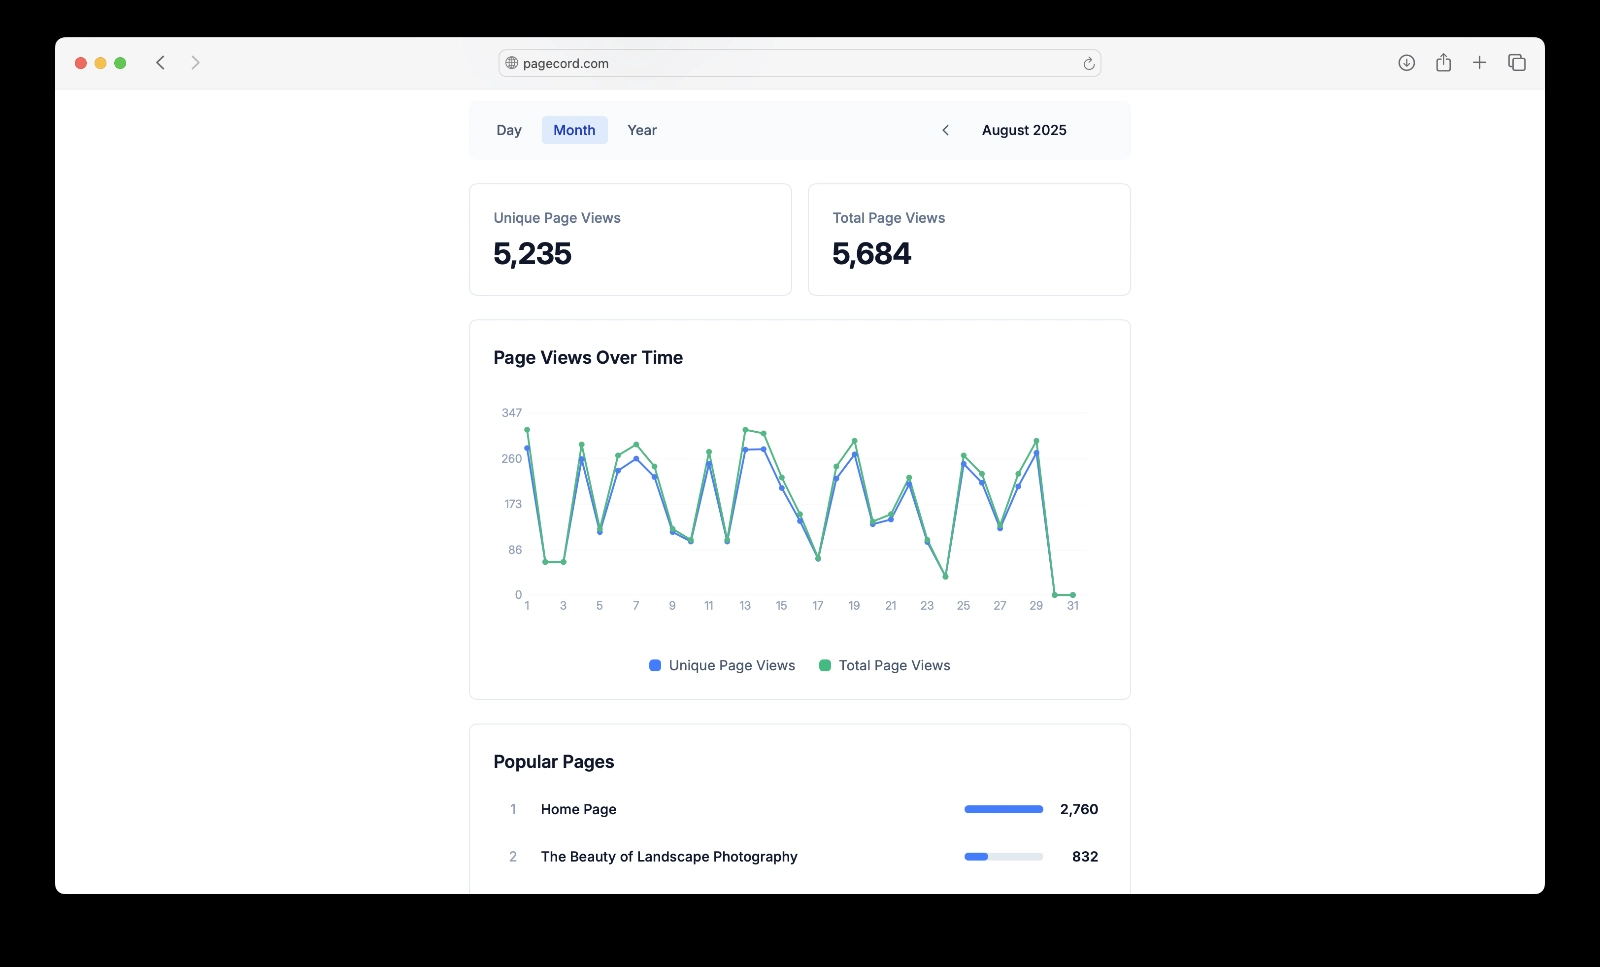 pagecord.com
Day Month Year August 2025
Unique Page Views
5,235
Total Page Views
5,684
Page Views Over Time
347
260
173
86
0
1 3 5 7 9 11 13 15 17 19 21 23 25 27 29 31
Unique Page Views Total Page Views
Popular Pages
1 Home Page 2,760
2 The Beauty of Landscape Photography 832